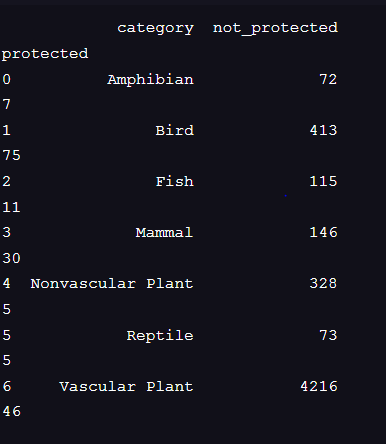 category not_protected
protected
0 Amphibian 72
7
1 Bird 413
75
2 Fish 115
11
3 Mammal 146
30
4 Nonvascular Plant 328
5
5 Reptile 73
5
6 Vascular Plant 4216
46